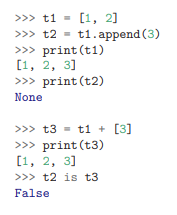 >>> t1 = [1, 2]
>>> t2 = t1.append(3)
>>> print(t1)
[1, 2, 3]
>>> print(t2)
None
>>> t3 = t1 + [3]
>>> print(t3)
[1, 2, 3]
>>> t2 is t3
False